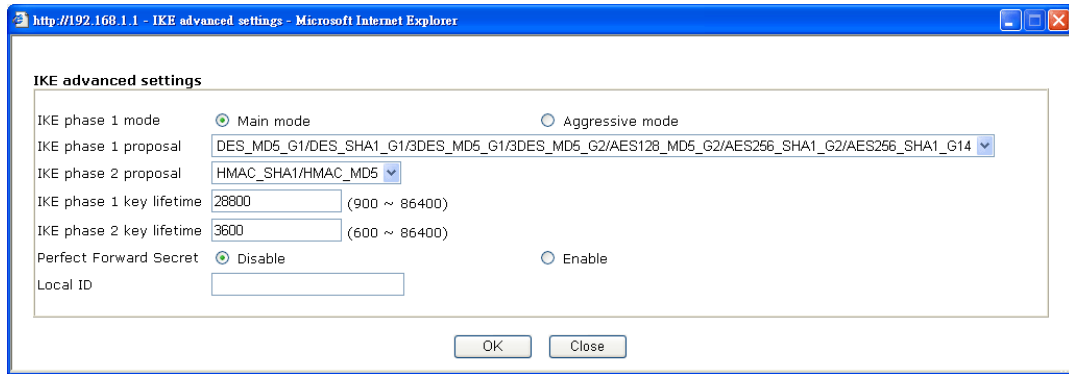 http://192.168.1.1 - IKE advanced settings - Microsoft Internet Explorer
IKE advanced settings
IKE phase 1 mode Main mode Aggressive mode
IKE phase 1 proposal DES_MD5_G1/DES_SHA1_G1/3DES_MD5_G1/3DES_MD5_G2/AES128_MD5_G2/AES256_SHA1_G2/AES256_SHA1_G14
IKE phase 2 proposal HMAC_SHA1/HMAC_MD5
IKE phase 1 key lifetime 28800 (900 ~ 86400)
IKE phase 2 key lifetime 3600 (600 ~ 86400)
Perfect Forward Secret Disable Enable
Local ID
OK Close